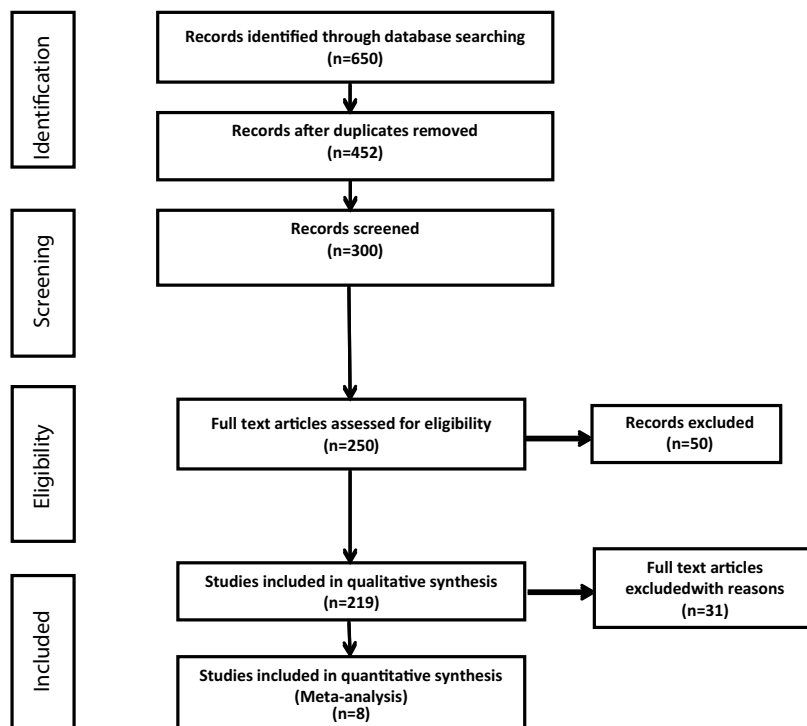 Identification
Records identified through database searching
(n=650)
Records after duplicates removed
(n=452)
Screening
Records screened
(n=300)
Eligibility
Full text articles assessed for eligibility
(n=250)
Records excluded
(n=50)
Included
Studies included in qualitative synthesis
(n=219)
Full text articles
excludedwith reasons
(n=31)
Studies included in quantitative synthesis
(Meta-analysis)
(n=8)